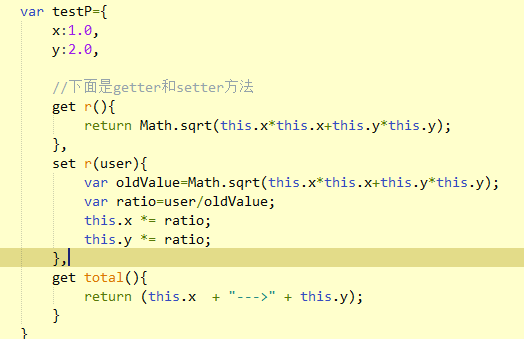 var testP={
x:1.0,
y:2.0,
//下面是getter和setter方法
get r(){
return Math.sqrt(this.x*this.x+this.y*this.y);
},
set r(user){
var oldValue=Math.sqrt(this.x*this.x+this.y*this.y);
var ratio=user/oldValue;
this.x *= ratio;
this.y *= ratio;
},
get total(){
return (this.x  + "--->" + this.y);
}
}